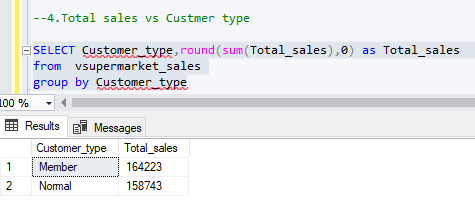 --4.Total sales vs Custmer type
SELECT Customer_type,round(sum(Total_sales),0) as Total_sales
from  vsupermarket_sales
group by Customer_type
100 %
Results Messages
Customer_type Total_sales
1 Member 164223
2 Normal 158743